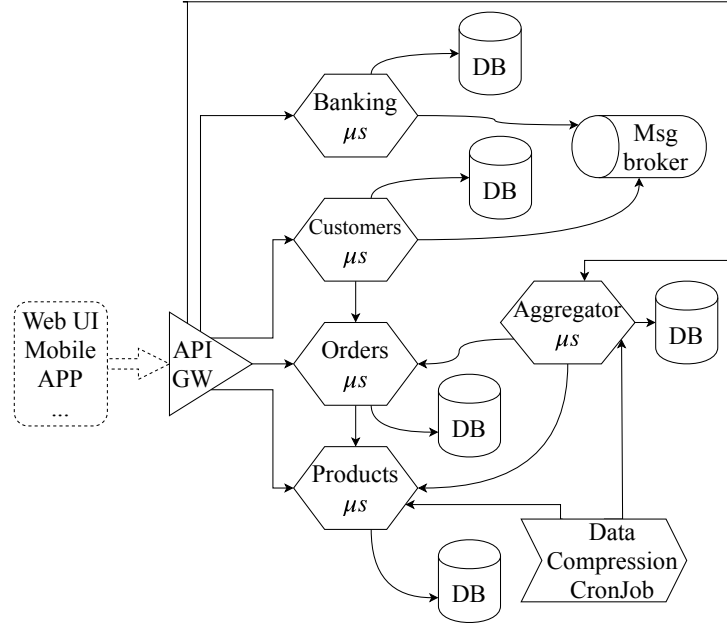 DB
Banking
μs
Msg
broker
DB
Customers
μs
Web UI
Mobile
APP
...
API
GW
Orders
μs
Aggregator
μs
DB
DB
Products
μs
Data
Compression
CronJob
DB